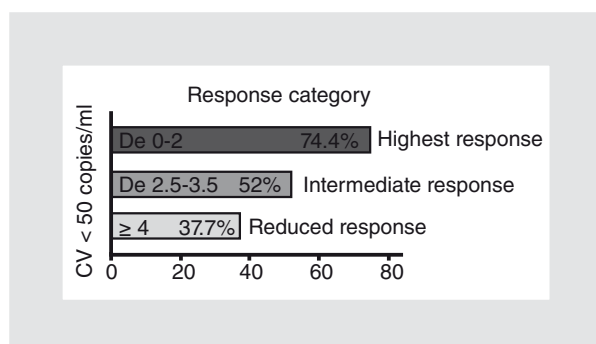 Response category
CV < 50 copies/ml
De 0-2 74.4% Highest response
De 2.5-3.5 52% Intermediate response
≥ 4 37.7% Reduced response
0 20 40 60 80